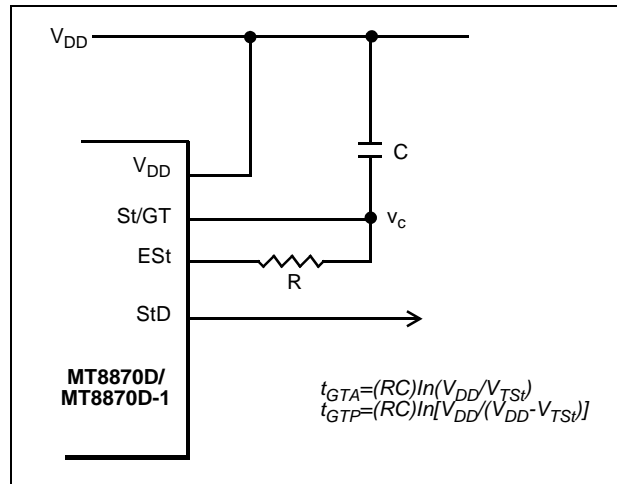 VDD
VDD
C
St/GT
vc
ESt
R
StD
MT8870D/
MT8870D-1
tGTA=(RC)In(VDD/VTSt)
tGTP=(RC)In[VDD/(VDD-VTSt)]